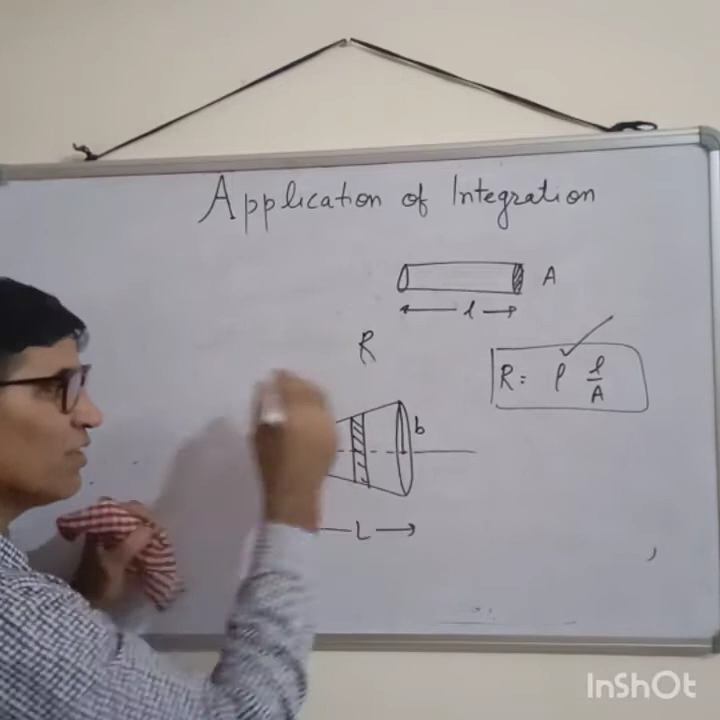 Application of Integration
A
l
R
R = ρ l/A
b
L
InShOt